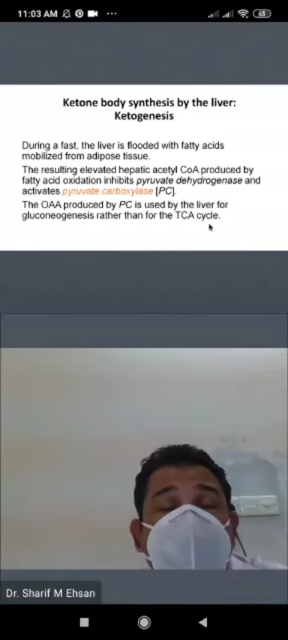 11:03 AM
65
Ketone body synthesis by the liver:
Ketogenesis
During a fast, the liver is flooded with fatty acids
mobilized from adipose tissue.
The resulting elevated hepatic acetyl CoA produced by
fatty acid oxidation inhibits pyruvate dehydrogenase and
activates pyruvate carboxylase [PC].
The OAA produced by PC is used by the liver for
gluconeogenesis rather than for the TCA cycle.
Dr. Sharif M Ehsan